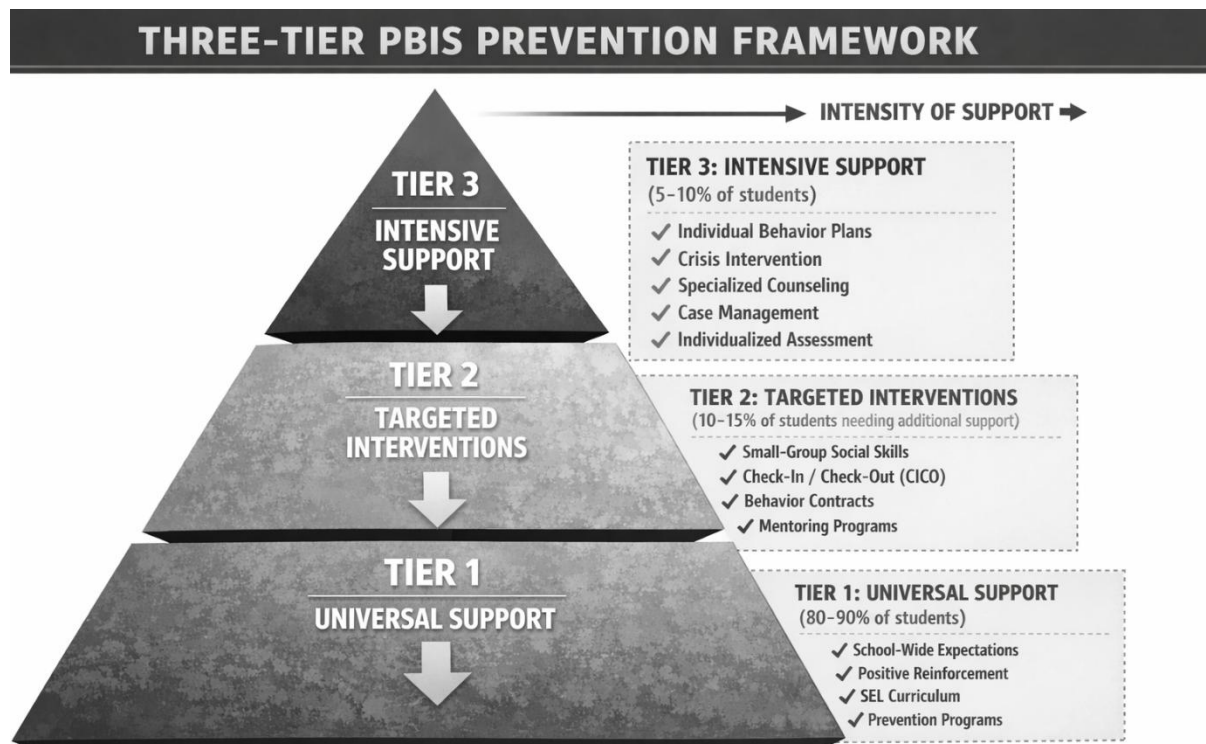 THREE-TIER PBIS PREVENTION FRAMEWORK
INTENSITY OF SUPPORT
TIER 3
INTENSIVE
SUPPORT
TIER 3: INTENSIVE SUPPORT
(5–10% of students)
Individual Behavior Plans
Crisis Intervention
Specialized Counseling
Case Management
Individualized Assessment
TIER 2
TARGETED
INTERVENTIONS
TIER 2: TARGETED INTERVENTIONS
(10–15% of students needing additional support)
Small-Group Social Skills
Check-In / Check-Out (CICO)
Behavior Contracts
Mentoring Programs
TIER 1
UNIVERSAL SUPPORT
TIER 1: UNIVERSAL SUPPORT
(80–90% of students)
School-Wide Expectations
Positive Reinforcement
SEL Curriculum
Prevention Programs